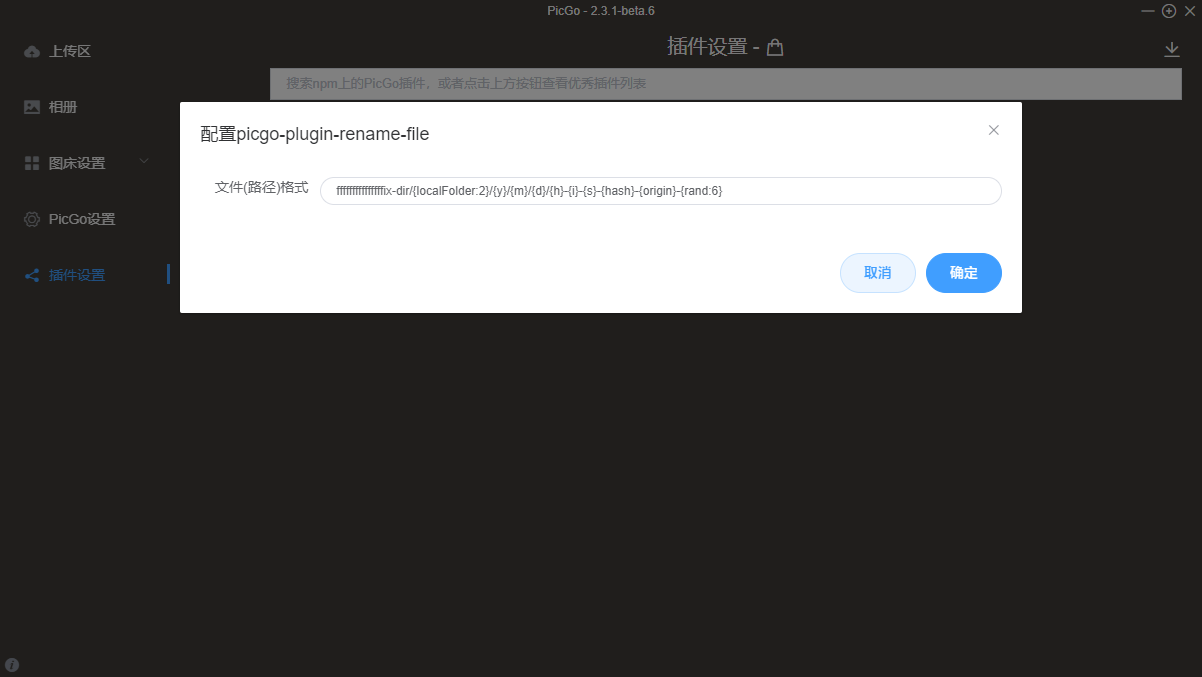 PicGo - 2.3.1-beta.6
上传区
相册
图床设置
PicGo设置
插件设置
插件设置 -
搜索npm上的PicGo插件，或者点击上方按钮查看优秀插件列表
配置picgo-plugin-rename-file
文件(路径)格式
fffffffffffffffix-dir/{localFolder:2}/{y}/{m}/{d}/{h}-{i}-{s}-{hash}-{origin}-{rand:6}
取消
确定